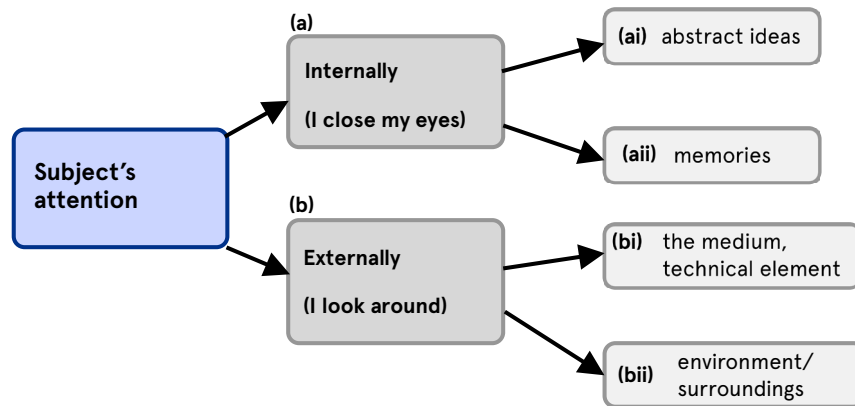 (a)
Internally
(I close my eyes)
(ai) abstract ideas
(aii) memories
Subject's
attention
(b)
Externally
(I look around)
(bi) the medium,
technical element
(bii) environment/
surroundings